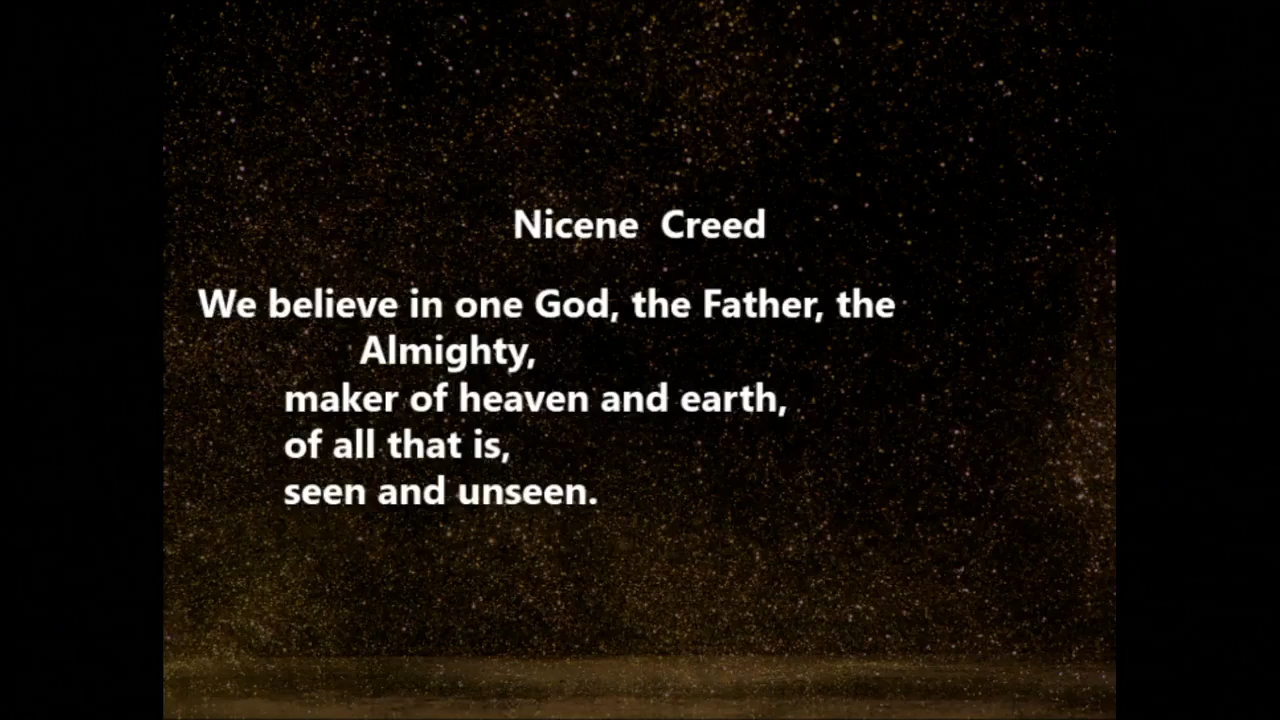 Nicene Creed
We believe in one God, the Father, the
Almighty,
maker of heaven and earth,
of all that is,
seen and unseen.